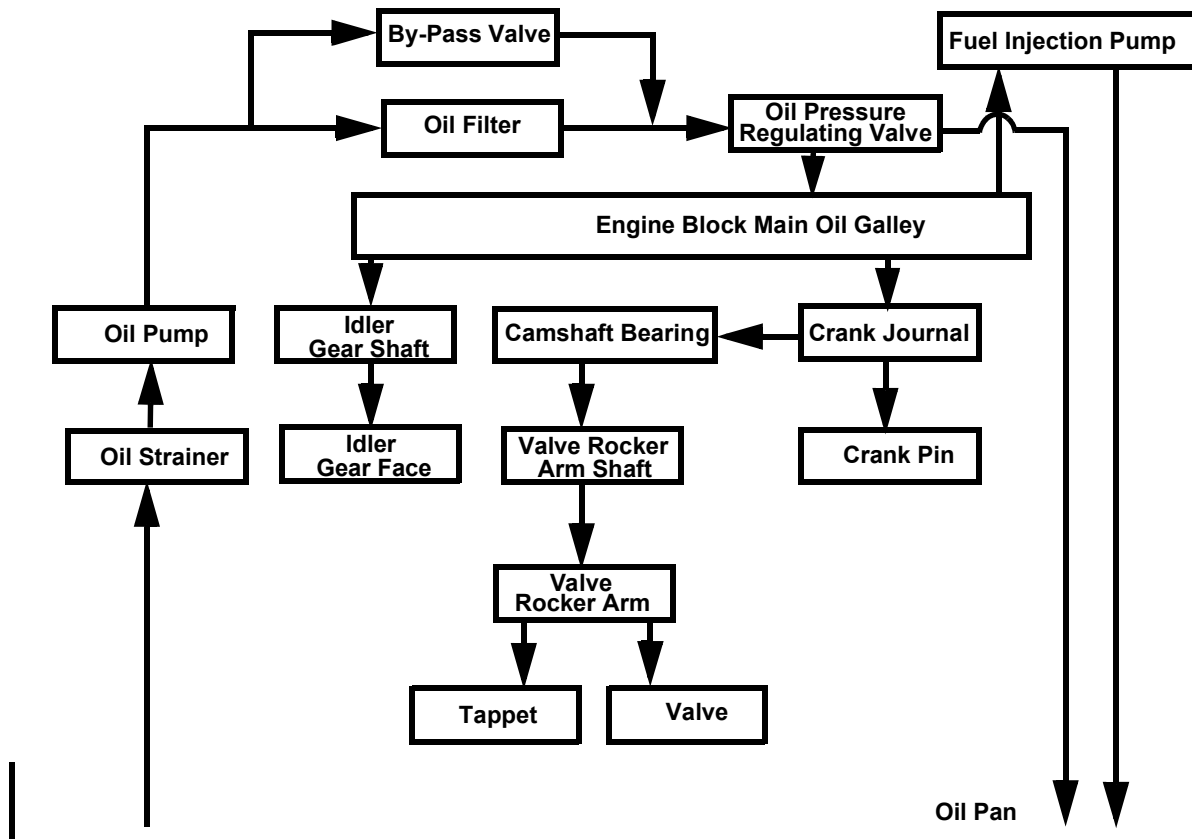 By-Pass Valve
Fuel Injection Pump
Oil Filter
Oil Pressure
Regulating Valve
Engine Block Main Oil Galley
Oil Pump
Idler
Gear Shaft
Camshaft Bearing
Crank Journal
Oil Strainer
Idler
Gear Face
Valve Rocker
Arm Shaft
Crank Pin
Valve
Rocker Arm
Tappet
Valve
Oil Pan